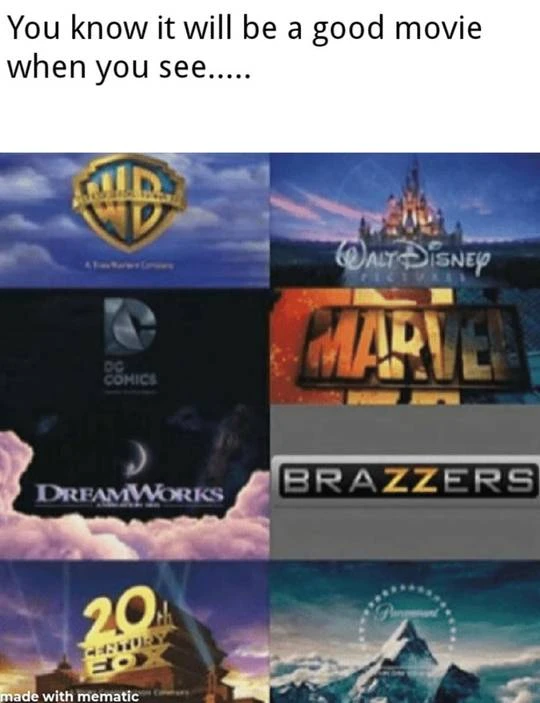 You know it will be a good movie
when you see.....
WB
WALT DISNEY
PICTURES
DC
COMICS
MARVEL
DREAMWORKS
BRAZZERS
20th
CENTURY
FOX
Paramount
made with mematic